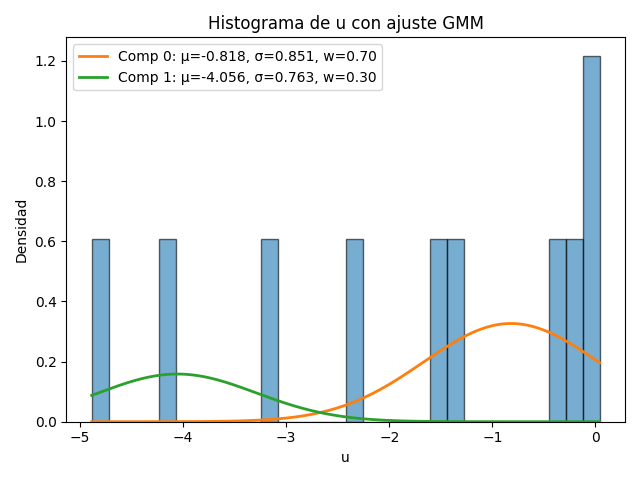 Histograma de u con ajuste GMM
Comp 0: μ=-0.818, σ=0.851, w=0.70
Comp 1: μ=-4.056, σ=0.763, w=0.30
Densidad
1.2
1.0
0.8
0.6
0.4
0.2
0.0
−5 −4 −3 −2 −1 0
u